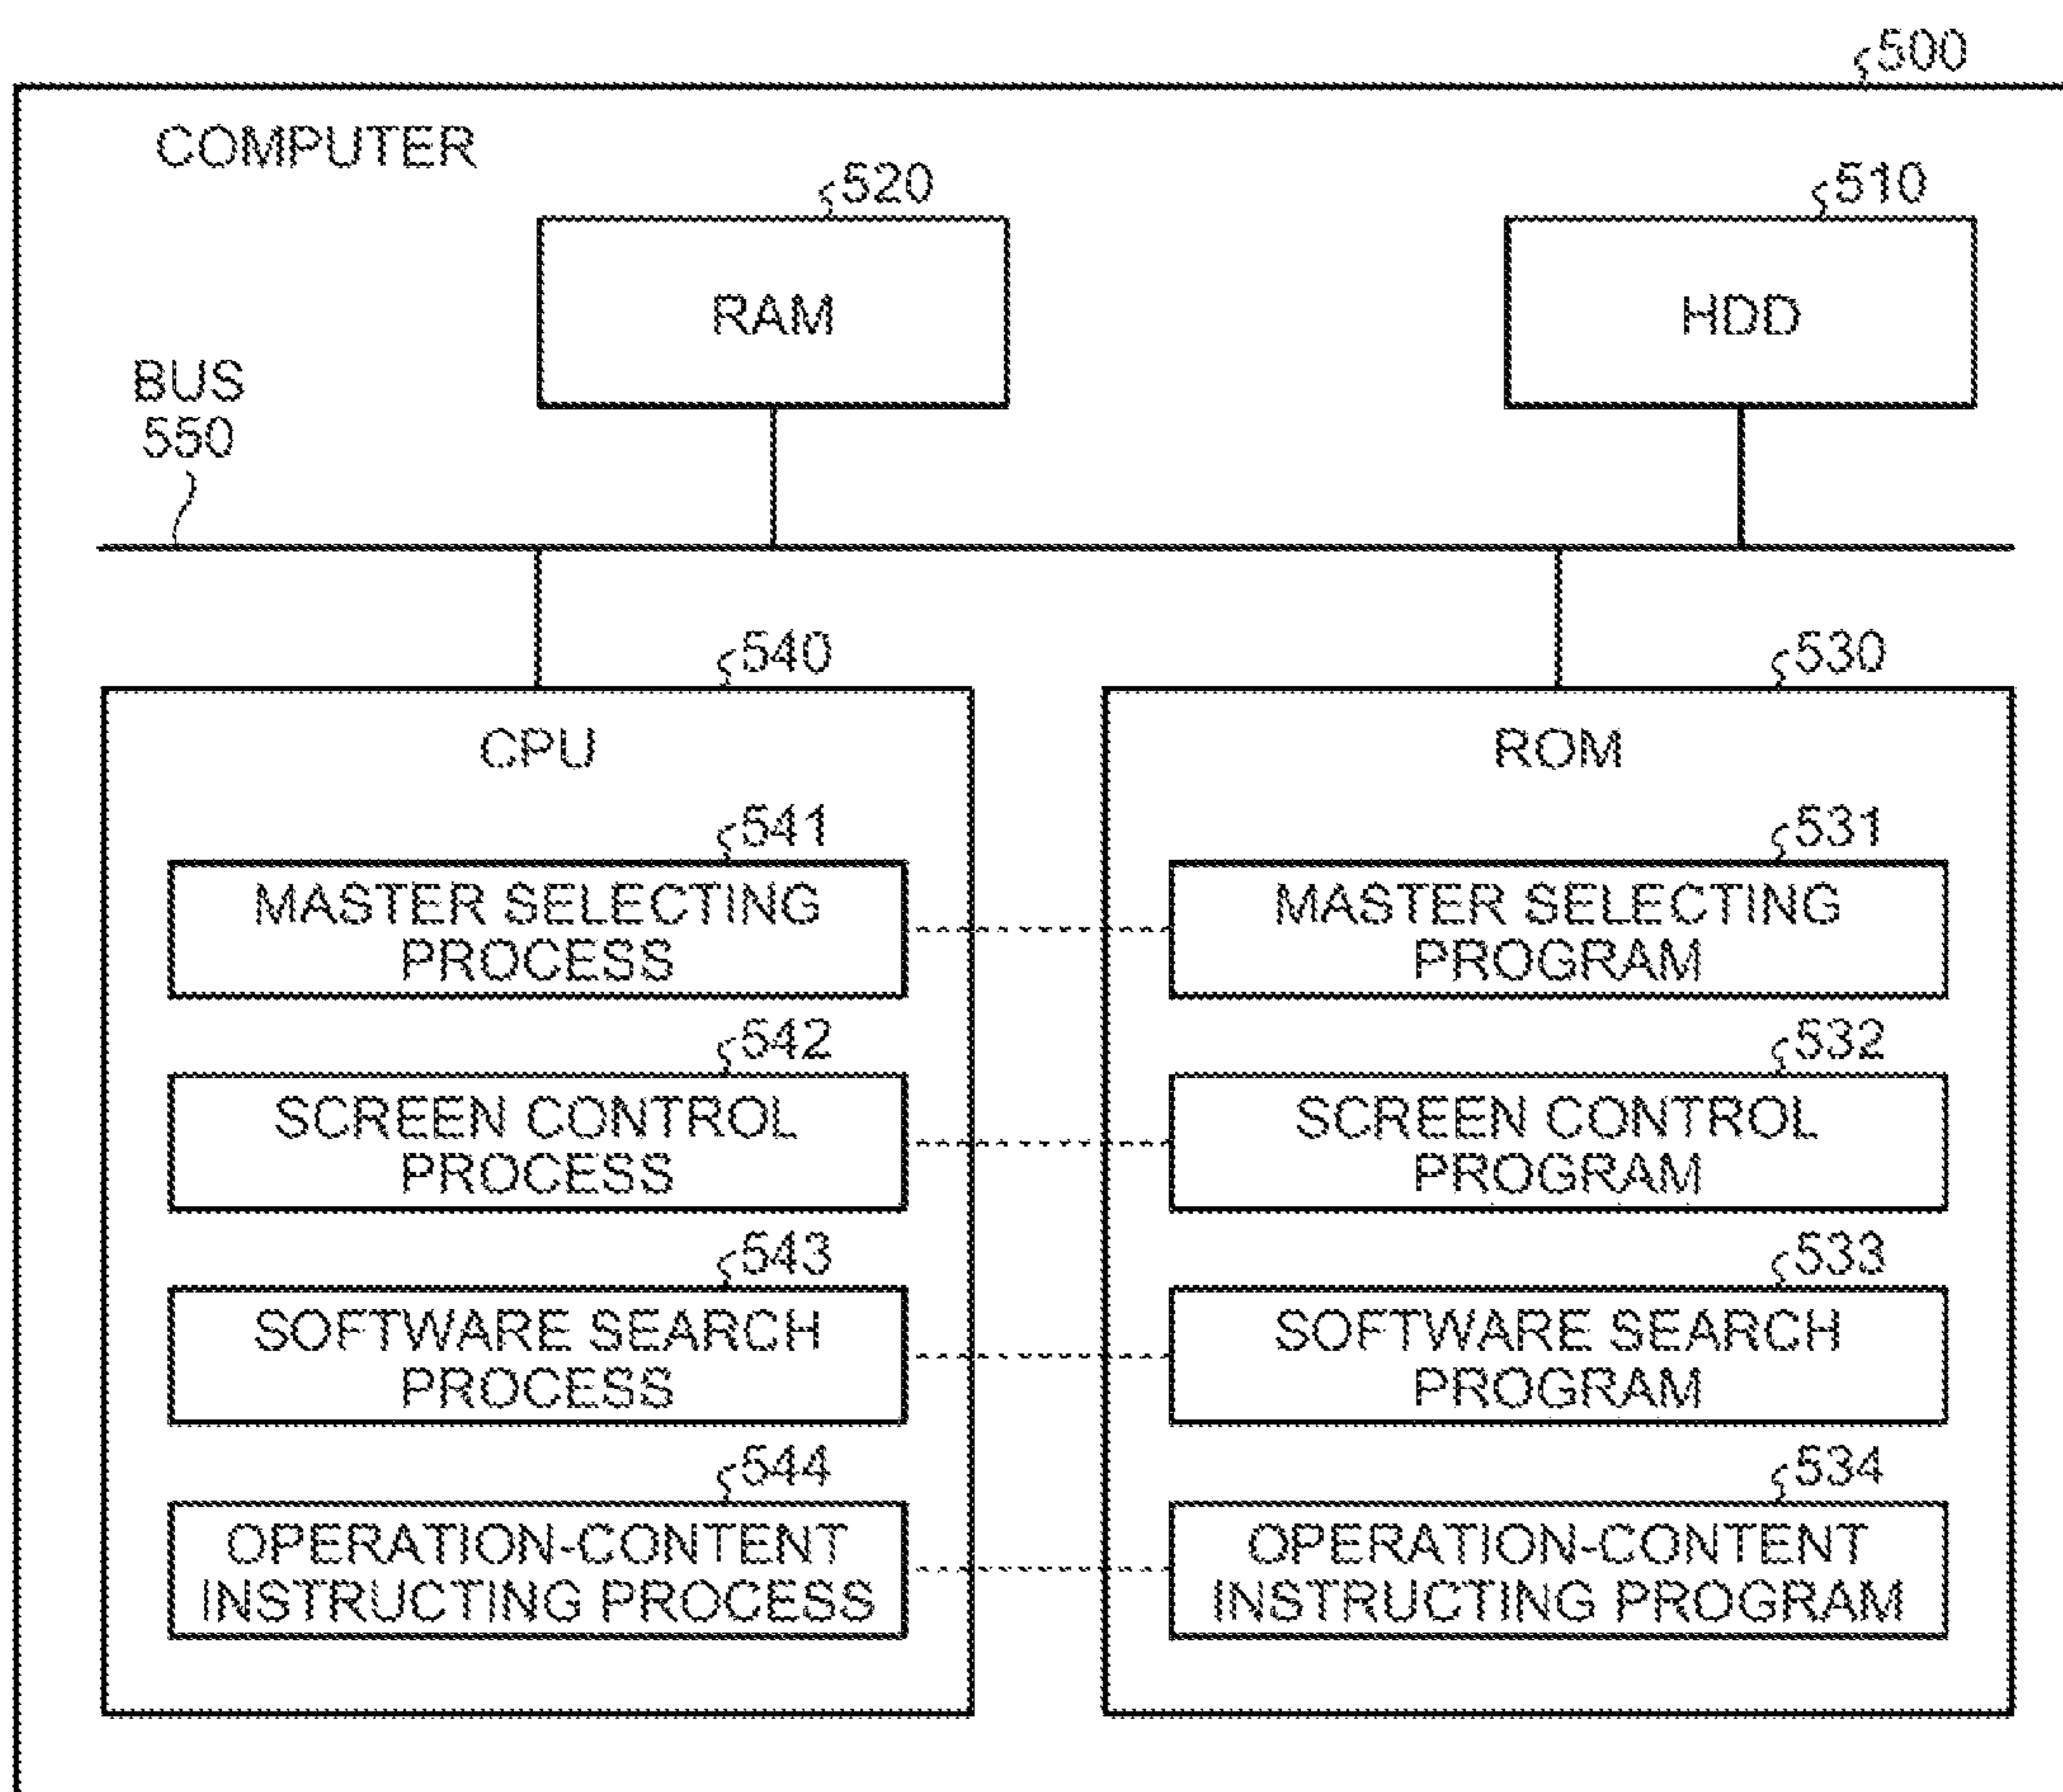 500
COMPUTER
520
510
RAM
HDD
BUS
550
540
530
CPU
ROM
541
531
MASTER SELECTING
PROCESS
MASTER SELECTING
PROGRAM
542
532
SCREEN CONTROL
PROCESS
SCREEN CONTROL
PROGRAM
543
533
SOFTWARE SEARCH
PROCESS
SOFTWARE SEARCH
PROGRAM
544
534
OPERATION-CONTENT
INSTRUCTING PROCESS
OPERATION-CONTENT
INSTRUCTING PROGRAM